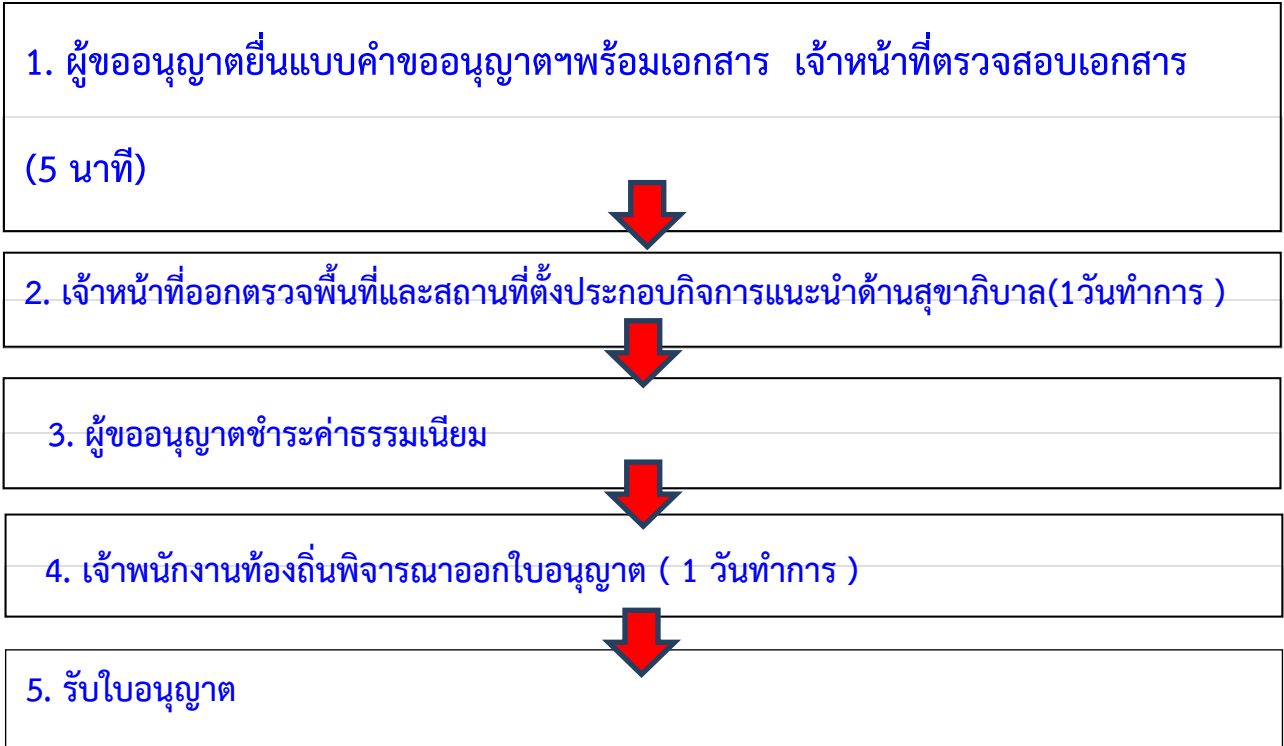 1. ผู้ขออนุญาตยื่นแบบคำขออนุญาตฯพร้อมเอกสาร เจ้าหน้าที่ตรวจสอบเอกสาร
(5 นาที)
2. เจ้าหน้าที่ออกตรวจพื้นที่และสถานที่ตั้งประกอบกิจการแนะนำด้านสุขาภิบาล(1วันทำการ )
3. ผู้ขออนุญาตชำระค่าธรรมเนียม
4. เจ้าพนักงานท้องถิ่นพิจารณาออกใบอนุญาต ( 1 วันทำการ )
5. รับใบอนุญาต